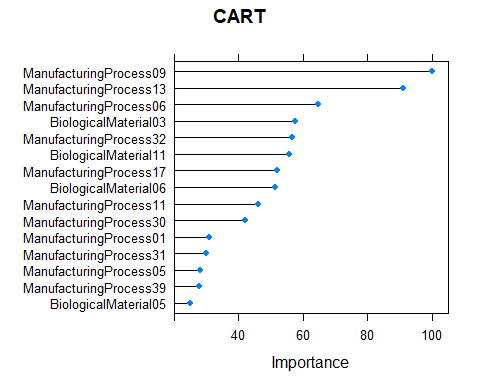 CART
ManufacturingProcess09
ManufacturingProcess13
ManufacturingProcess06
BiologicalMaterial03
ManufacturingProcess32
BiologicalMaterial11
ManufacturingProcess17
BiologicalMaterial06
ManufacturingProcess11
ManufacturingProcess30
ManufacturingProcess01
ManufacturingProcess31
ManufacturingProcess05
ManufacturingProcess39
BiologicalMaterial05
40 60 80 100
Importance